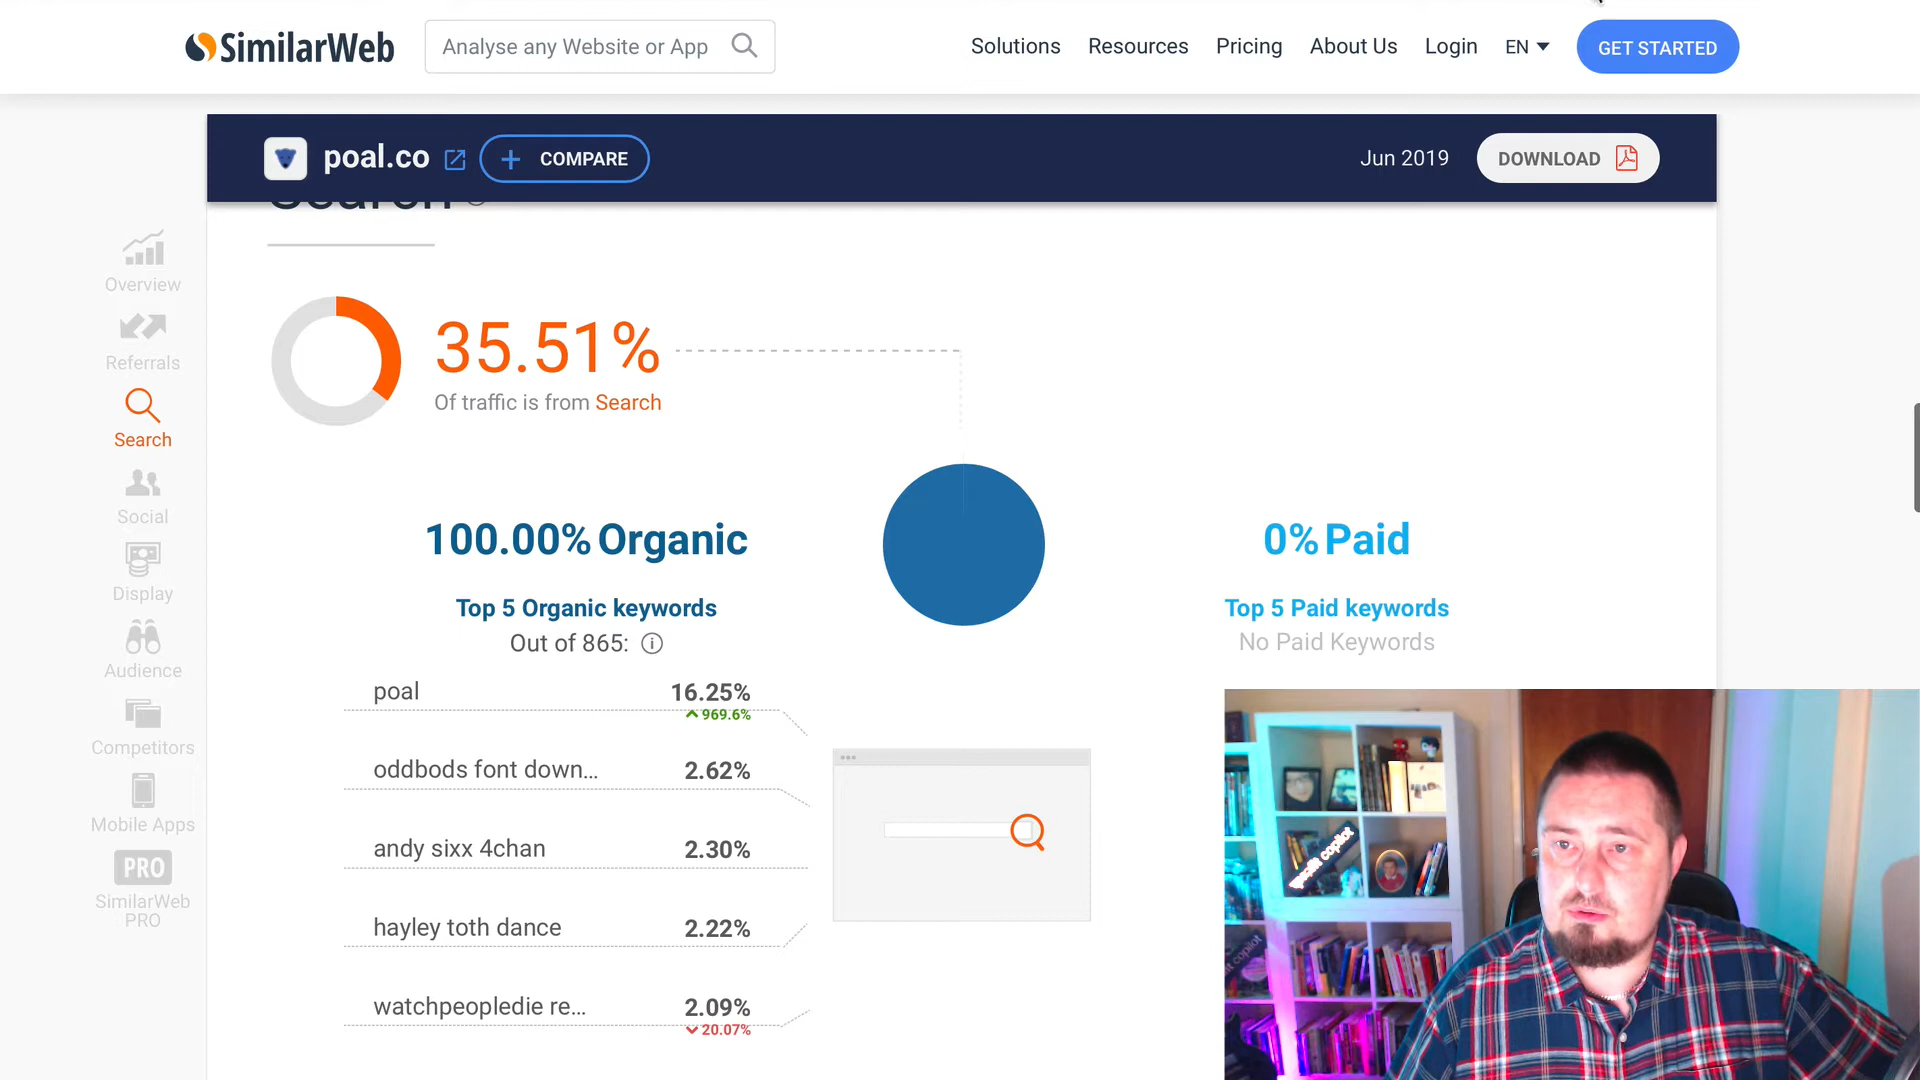 SimilarWeb
Analyse any Website or App
Solutions
Resources
Pricing
About Us
Login
EN
GET STARTED
poal.co
+ COMPARE
Jun 2019
DOWNLOAD
Search
Overview
Referrals
Search
Social
Display
Audience
Competitors
Mobile Apps
PRO
SimilarWeb
PRO
35.51%
Of traffic is from Search
100.00% Organic
Top 5 Organic keywords
Out of 865:
poal 16.25%
969.6%
oddbods font down... 2.62%
andy sixx 4chan 2.30%
hayley toth dance 2.22%
watchpeopledie re... 2.09%
20.07%
0% Paid
Top 5 Paid keywords
No Paid Keywords